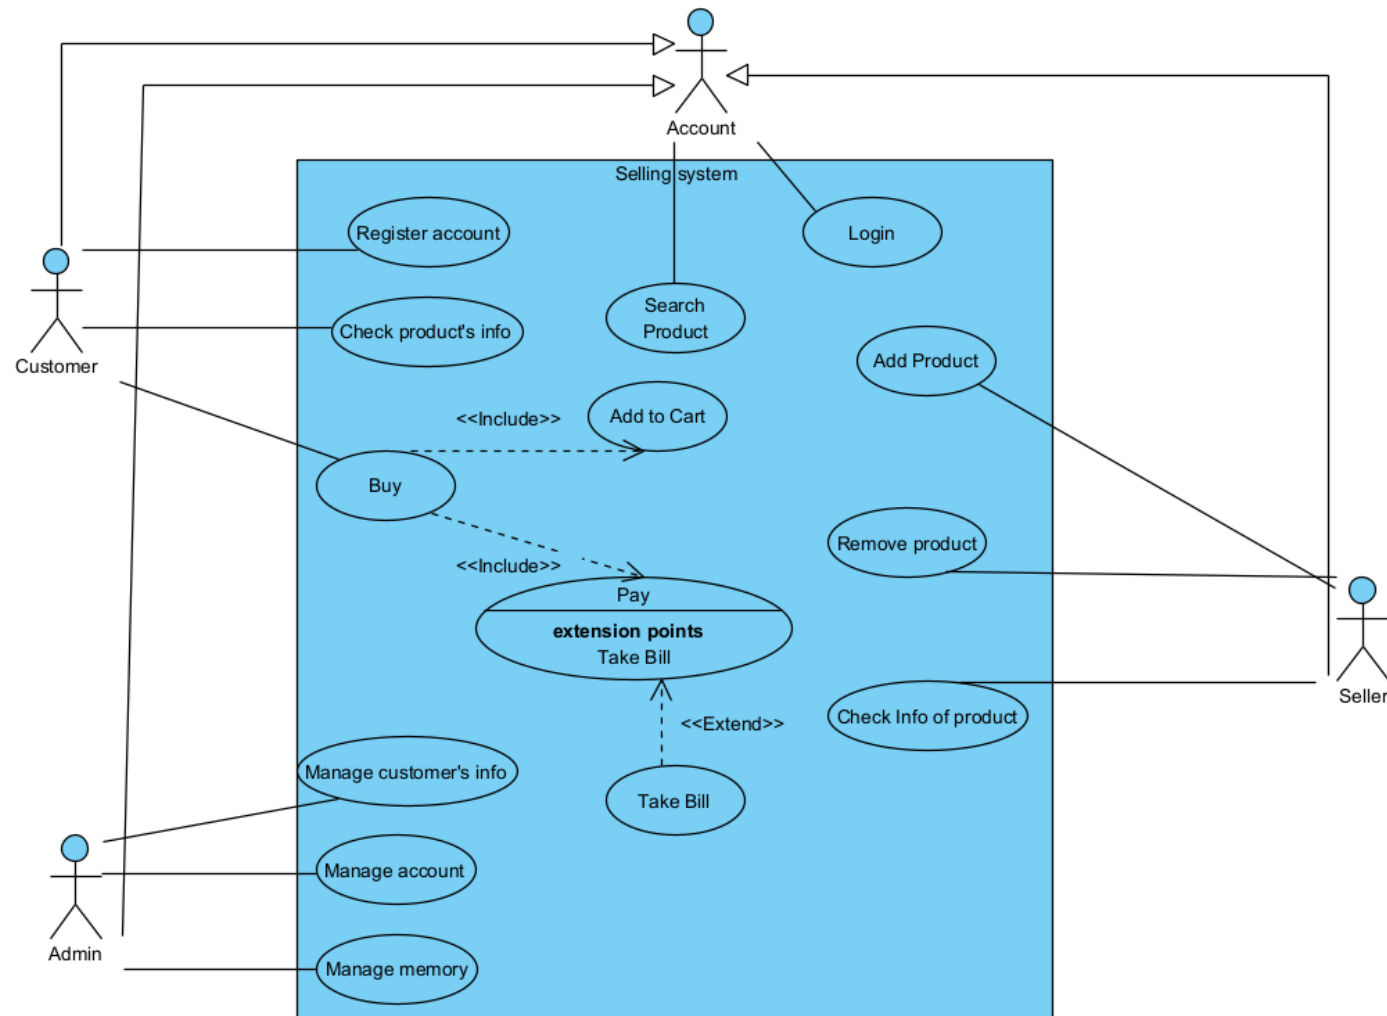 Account
Selling system
Register account
Login
Search
Product
Check product's info
Customer
Add Product
<<Include>>
Add to Cart
Buy
Remove product
<<Include>>
Pay
extension points
Take Bill
Seller
Check Info of product
<<Extend>>
Manage customer's info
Take Bill
Manage account
Admin
Manage memory